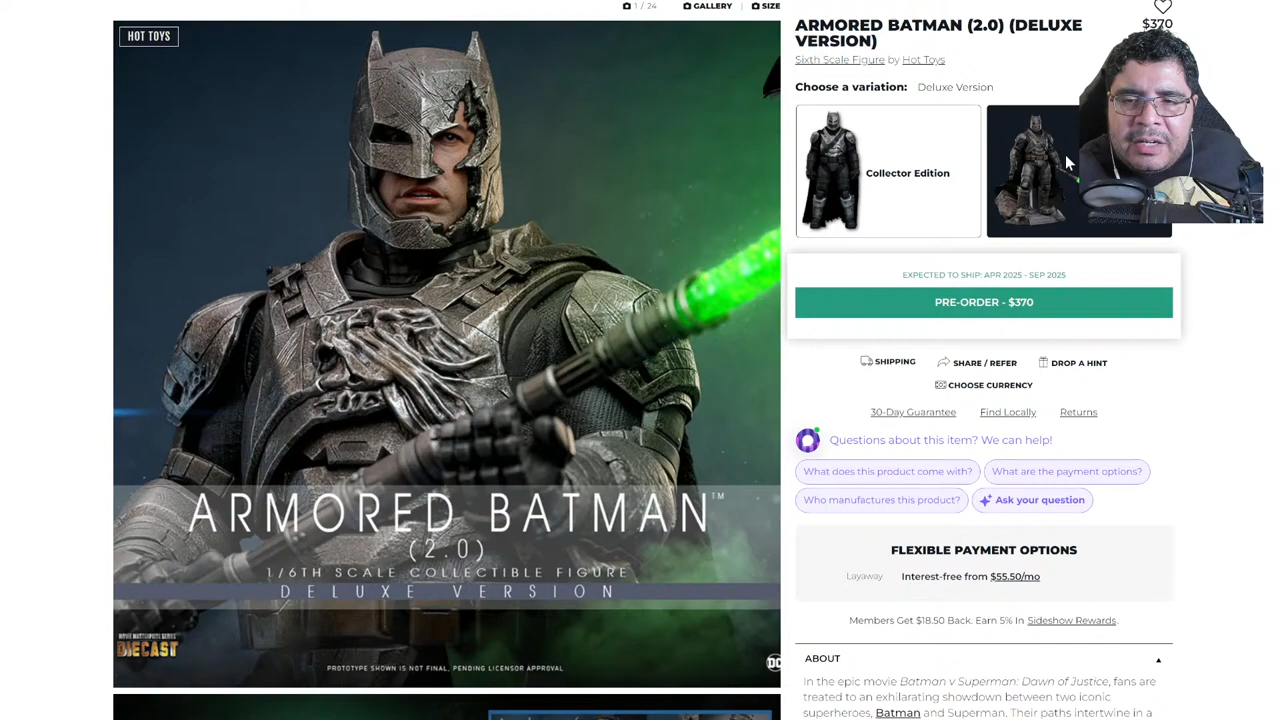 1 / 24
GALLERY
SIZE
HOT TOYS
ARMORED BATMAN™
(2.0)
1/6TH SCALE COLLECTIBLE FIGURE
DELUXE VERSION
MOVIE MASTERPIECE SERIES
DIECAST
PROTOTYPE SHOWN IS NOT FINAL, PENDING LICENSOR APPROVAL
DC
ARMORED BATMAN (2.0) (DELUXE
VERSION)
$370
Sixth Scale Figure by Hot Toys
Choose a variation: Deluxe Version
Collector Edition
EXPECTED TO SHIP: APR 2025 - SEP 2025
PRE-ORDER - $370
SHIPPING
SHARE / REFER
DROP A HINT
CHOOSE CURRENCY
30-Day Guarantee
Find Locally
Returns
Questions about this item? We can help!
What does this product come with?
What are the payment options?
Who manufactures this product?
Ask your question
FLEXIBLE PAYMENT OPTIONS
Layaway
Interest-free from $55.50/mo
Members Get $18.50 Back. Earn 5% In Sideshow Rewards.
ABOUT
In the epic movie Batman v Superman: Dawn of Justice, fans are
treated to an exhilarating showdown between two iconic
superheroes, Batman and Superman. Their paths intertwine in a